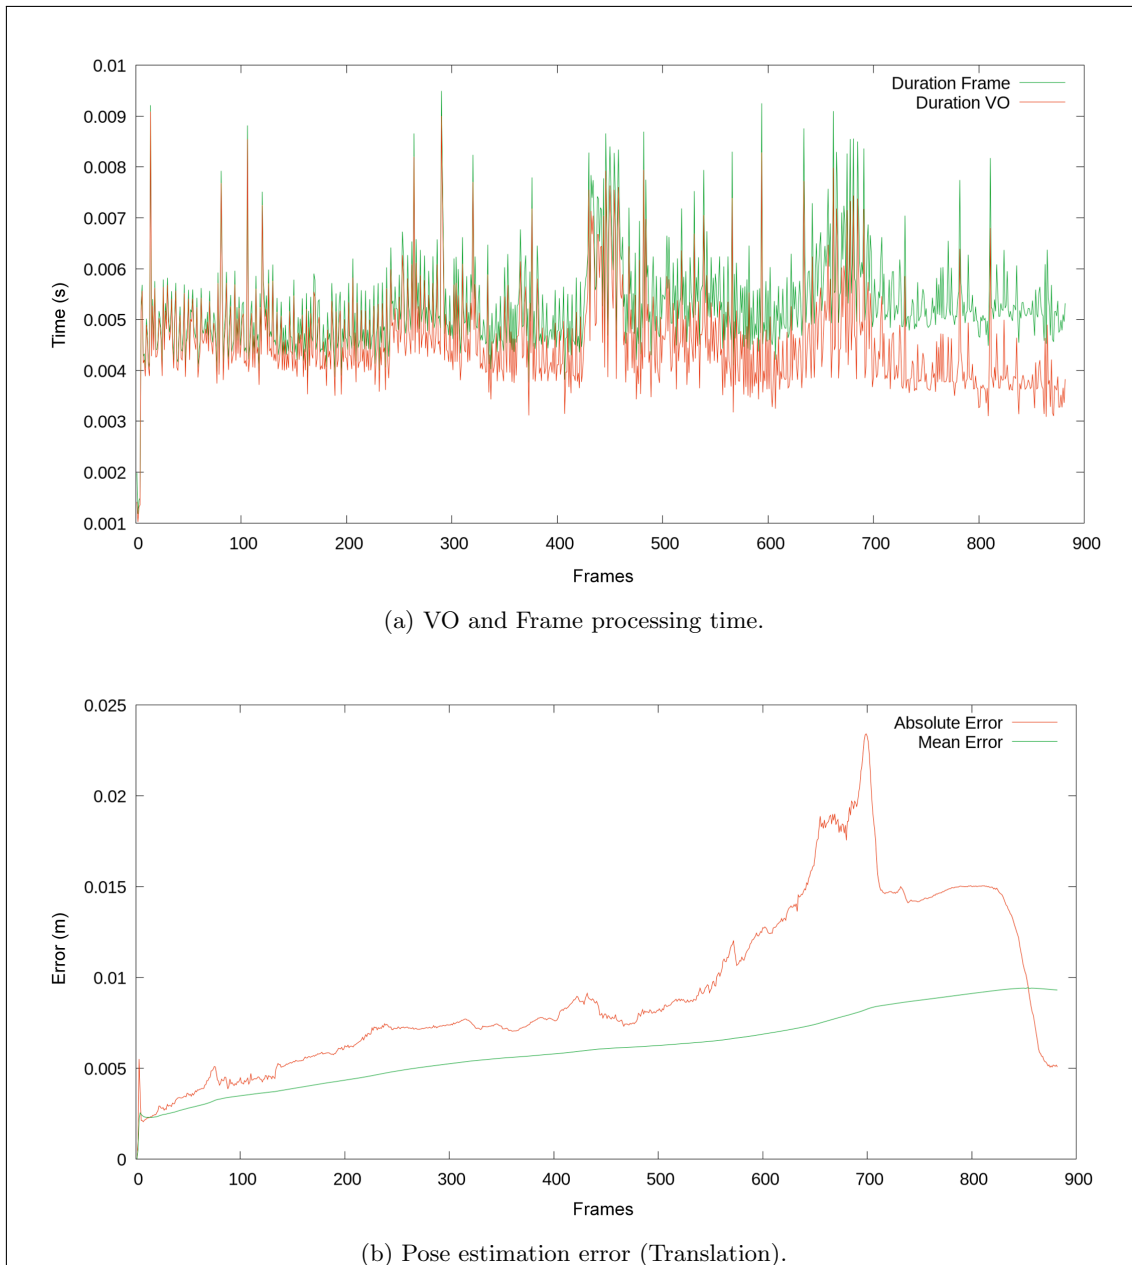 0.01
0.009
0.008
0.007
0.006
0.005
0.004
0.003
0.002
0.001
Time (s)
Duration Frame
Duration VO
0 100 200 300 400 500 600 700 800 900
Frames
(a) VO and Frame processing time.
0.025
0.02
0.015
0.01
0.005
0
Error (m)
Absolute Error
Mean Error
0 100 200 300 400 500 600 700 800 900
Frames
(b) Pose estimation error (Translation).